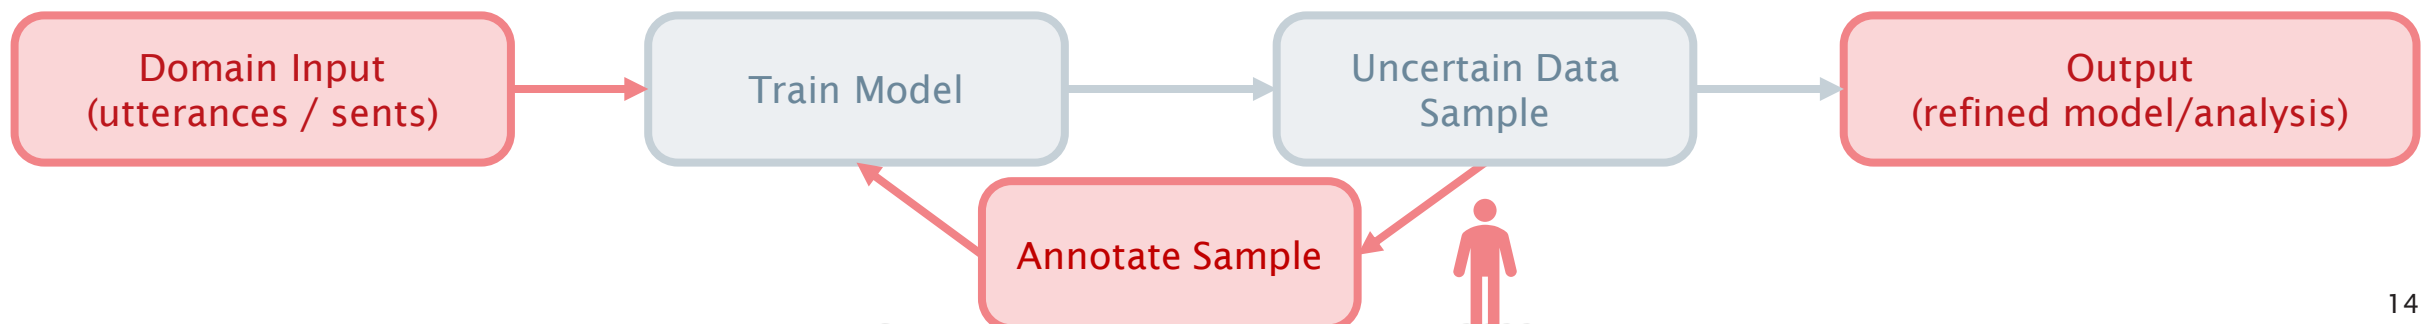 Domain Input
(utterances / sents)
Train Model
Uncertain Data
Sample
Output
(refined model/analysis)
Annotate Sample
14